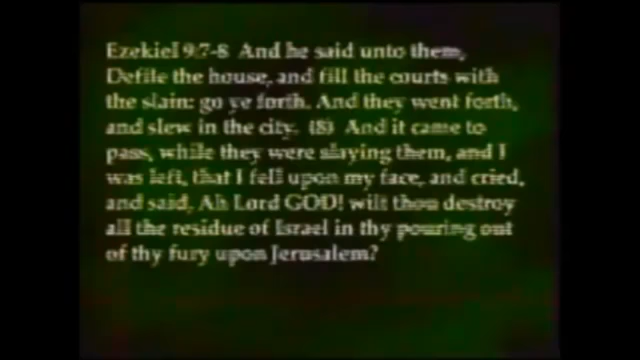 Ezekiel 9:7-8 And he said unto them,
Defile the house, and fill the courts with
the slain: go ye forth. And they went forth,
and slew in the city. (8) And it came to
pass, while they were slaying them, and I
was left, that I fell upon my face, and cried,
and said, Ah Lord GOD! wilt thou destroy
all the residue of Israel in thy pouring out
of thy fury upon Jerusalem?